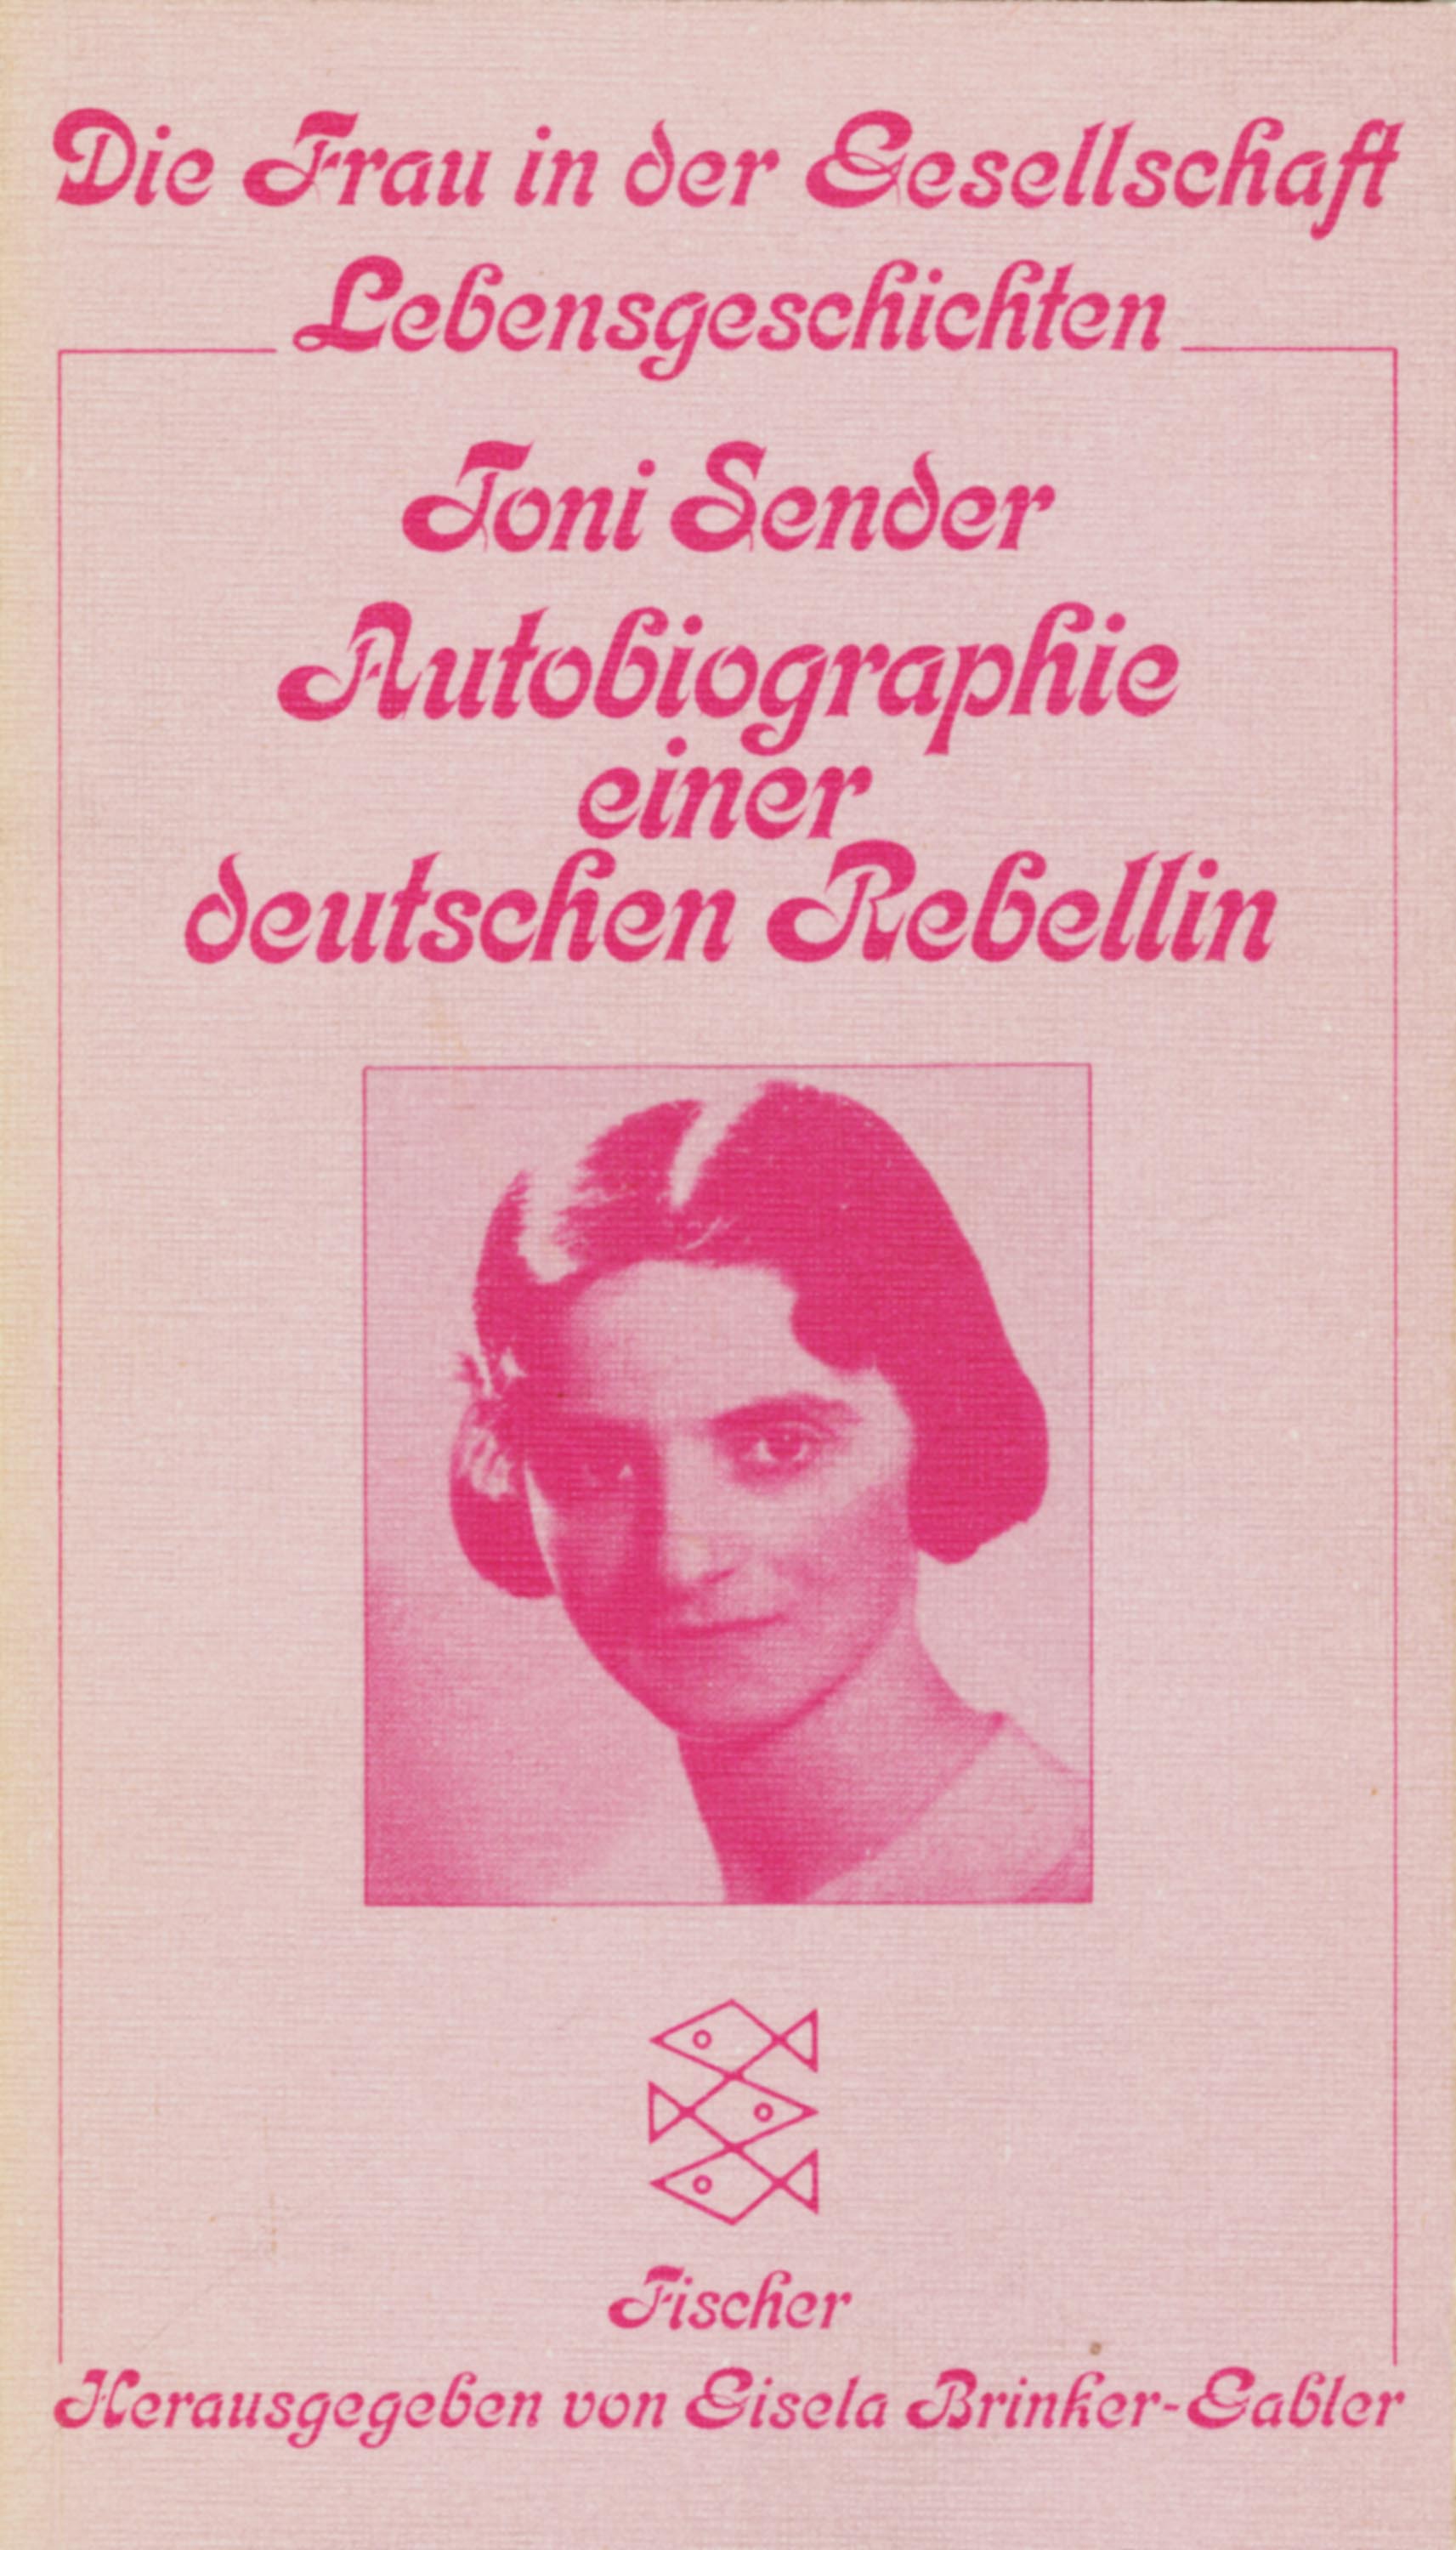 Die Frau in der Gesellschaft
Lebensgeschichten
Toni Sender
Autobiographie
einer
deutschen Rebellin
Fischer
Herausgegeben von Gisela Brinker-Gabler